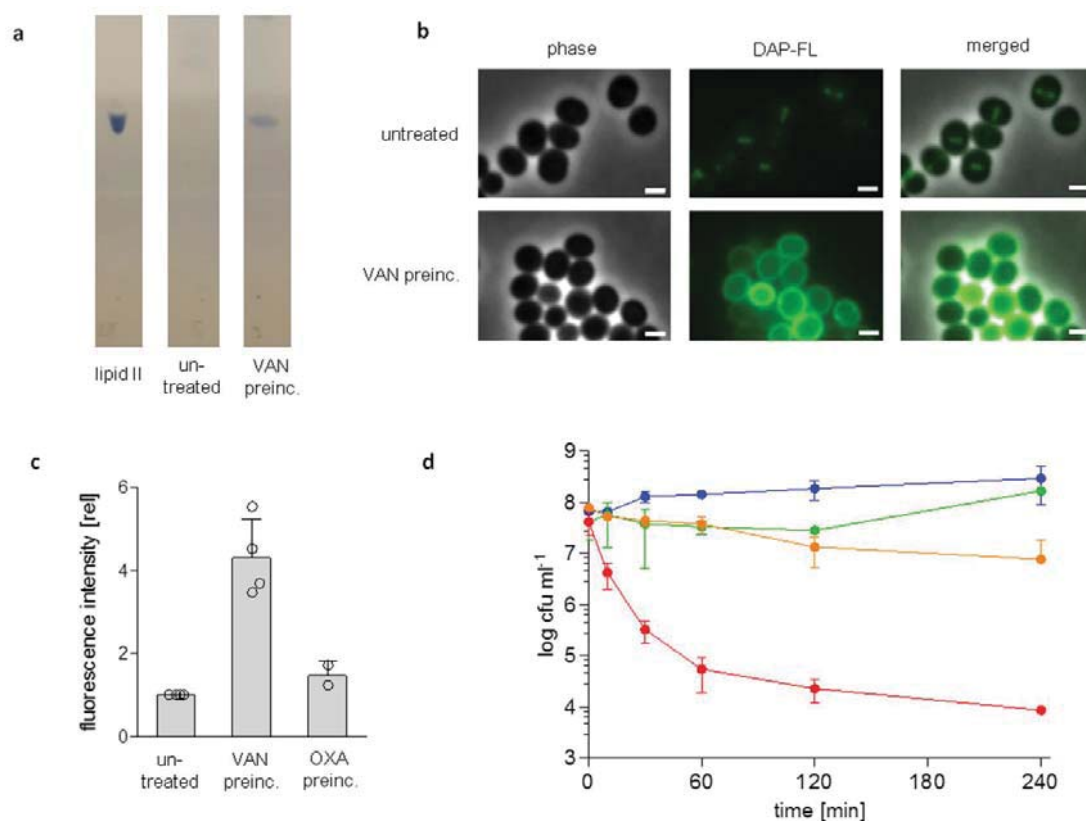 a
lipid II
un-
treated
VAN
preinc.
b
phase
DAP-FL
merged
untreated
VAN preinc.
c
fluorescence intensity [rel]
6
4
2
0
un-
treated
VAN
preinc.
OXA
preinc.
d
log cfu ml⁻¹
9
8
7
6
5
4
3
0
60
120
180
240
time [min]